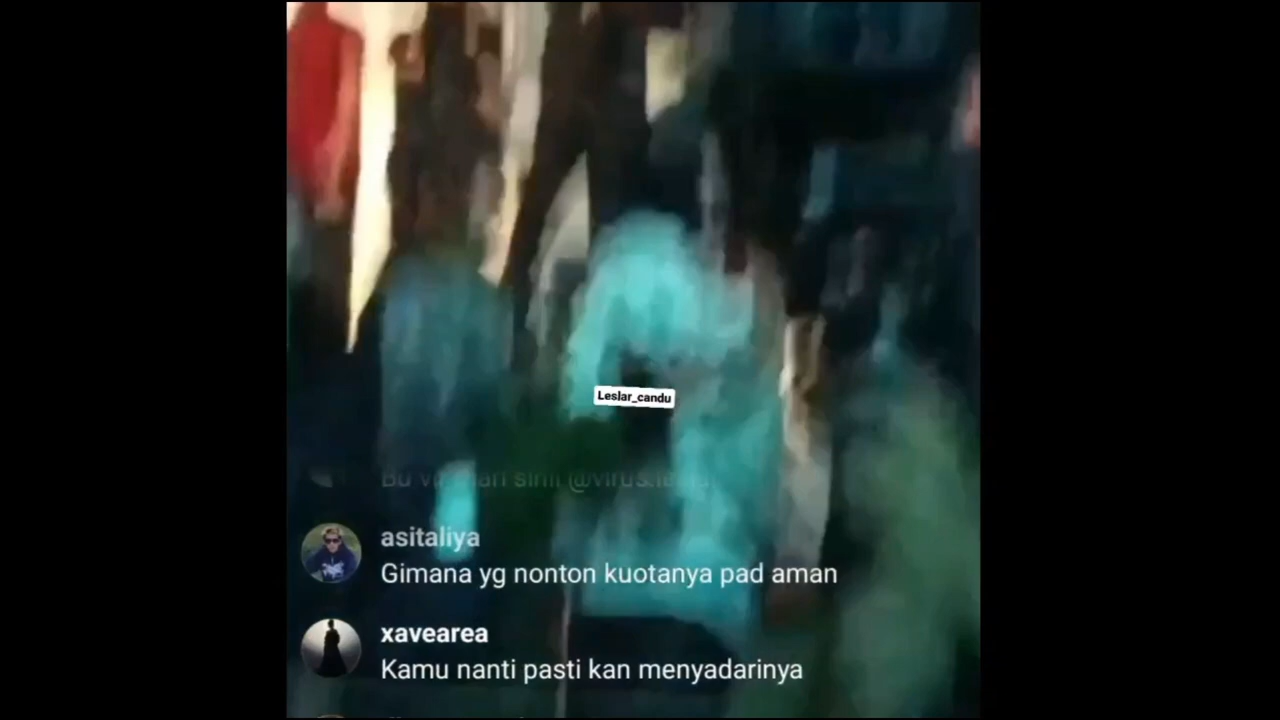 Leslar_candu
asitaliya
Gimana yg nonton kuotanya pad aman
xavearea
Kamu nanti pasti kan menyadarinya